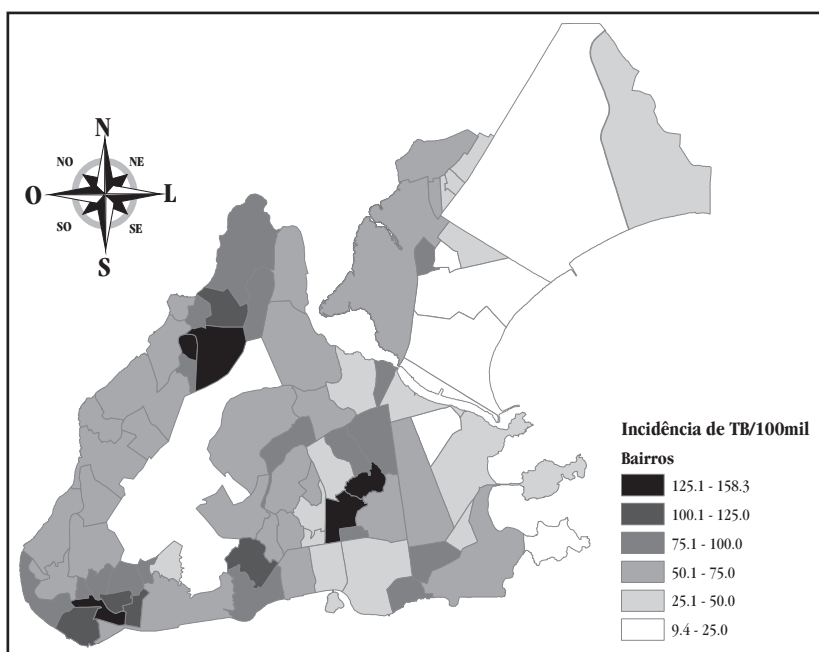 N
NO NE
O L
SO SE
S
Incidência de TB/100mil
Bairros
125.1 - 158.3
100.1 - 125.0
75.1 - 100.0
50.1 - 75.0
25.1 - 50.0
9.4 - 25.0